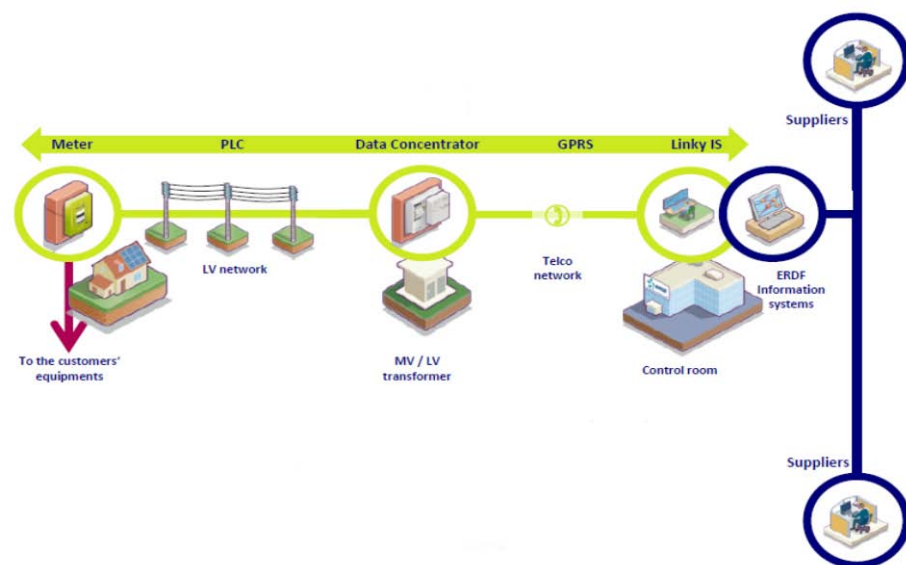 Suppliers
Meter PLC Data Concentrator GPRS Linky IS
LV network
Telco
network
ERDF
Information
systems
To the customers'
equipments
MV / LV
transformer
Control room
Suppliers